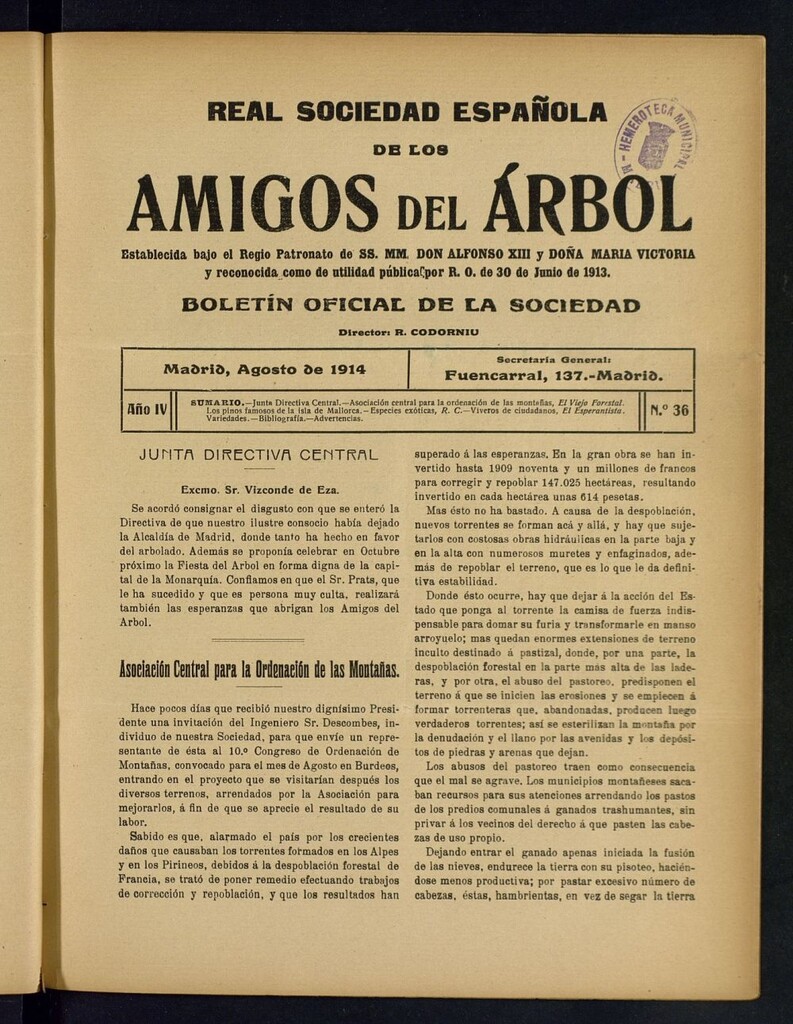 REAL SOCIEDAD ESPAÑOLA
DE LOS
AMIGOS DEL ÁRBOL
HEMEROTECA MUNICIPAL
Establecida bajo el Regio Patronato de SS. MM. DON ALFONSO XIII y DOÑA MARIA VICTORIA
y reconocida como de utilidad pública por R. O. de 30 de Junio de 1913.
BOLETÍN OFICIAL DE LA SOCIEDAD
Director: R. CODORNIU
Madrid, Agosto de 1914
Secretaría General:
Fuencarral, 137.-Madrid.
Año IV
SUMARIO.—Junta Directiva Central.—Asociación central para la ordenación de las montañas, El Viejo Forestal.
Los pinos famosos de la isla de Mallorca.—Especies exóticas, R. C.—Viveros de ciudadanos, El Esperantista.
Variedades.—Bibliografía.—Advertencias.
N.º 36
JUNTA DIRECTIVA CENTRAL
Excmo. Sr. Vizconde de Eza.
Se acordó consignar el disgusto con que se enteró la
Directiva de que nuestro ilustre consocio había dejado
la Alcaldía de Madrid, donde tanto ha hecho en favor
del arbolado. Además se proponía celebrar en Octubre
próximo la Fiesta del Arbol en forma digna de la capi-
tal de la Monarquía. Confiamos en que el Sr. Prats, que
le ha sucedido y que es persona muy culta, realizará
también las esperanzas que abrigan los Amigos del
Arbol.
Asociación Central para la Ordenación de las Montañas.
Hace pocos días que recibió nuestro dignísimo Presi-
dente una invitación del Ingeniero Sr. Descombes, in-
dividuo de nuestra Sociedad, para que envíe un repre-
sentante de ésta al 10.º Congreso de Ordenación de
Montañas, convocado para el mes de Agosto en Burdeos,
entrando en el proyecto que se visitarían después los
diversos terrenos, arrendados por la Asociación para
mejorarlos, á fin de que se aprecie el resultado de su
labor.
Sabido es que, alarmado el país por los crecientes
daños que causaban los torrentes formados en los Alpes
y en los Pirineos, debidos á la despoblación forestal de
Francia, se trató de poner remedio efectuando trabajos
de corrección y repoblación, y que los resultados han
superado á las esperanzas. En la gran obra se han in-
vertido hasta 1909 noventa y un millones de francos
para corregir y repoblar 147.025 hectáreas, resultando
invertido en cada hectárea unas 614 pesetas.
Mas ésto no ha bastado. A causa de la despoblación,
nuevos torrentes se forman acá y allá, y hay que suje-
tarlos con costosas obras hidráulicas en la parte baja y
en la alta con numerosos muretes y enfaginados, ade-
más de repoblar el terreno, que es lo que le da defini-
tiva estabilidad.
Donde ésto ocurre, hay que dejar á la acción del Es-
tado que ponga al torrente la camisa de fuerza indis-
pensable para domar su furia y transformarle en manso
arroyuelo; mas quedan enormes extensiones de terreno
inculto destinado á pastizal, donde, por una parte, la
despoblación forestal en la parte más alta de las lade-
ras, y por otra, el abuso del pastoreo, predisponen el
terreno á que se inicien las erosiones y se empiecen á
formar torrenteras que, abandonadas, producen luego
verdaderos torrentes; así se esterilizan la montaña por
la denudación y el llano por las avenidas y los depósi-
tos de piedras y arenas que dejan.
Los abusos del pastoreo traen como consecuencia
que el mal se agrave. Los municipios montañeses saca-
ban recursos para sus atenciones arrendando los pastos
de los predios comunales á ganados trashumantes, sin
privar á los vecinos del derecho á que pasten las cabe-
zas de uso propio.
Dejando entrar el ganado apenas iniciada la fusión
de las nieves, endurece la tierra con su pisoteo, hacién-
dose menos productiva; por pastar excesivo número de
cabezas, éstas, hambrientas, en vez de segar la tierra